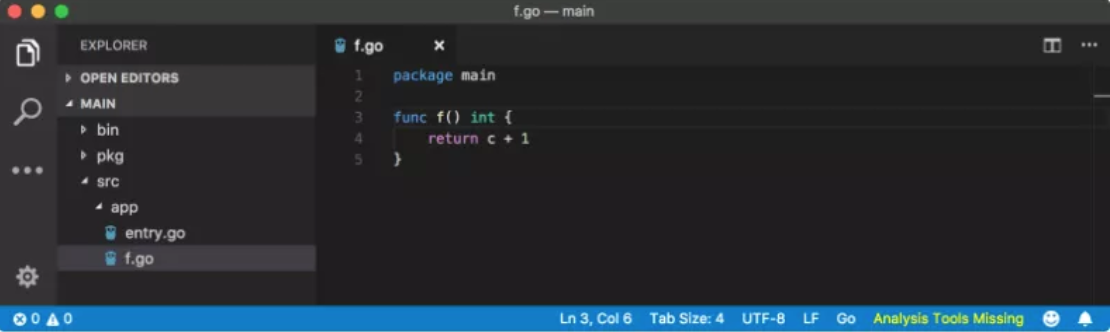 f.go — main
EXPLORER
OPEN EDITORS
MAIN
bin
pkg
src
app
entry.go
f.go
f.go
1 package main
2
3 func f() int {
4     return c + 1
5 }
0 0 Ln 3, Col 6 Tab Size: 4 UTF-8 LF Go Analysis Tools Missing